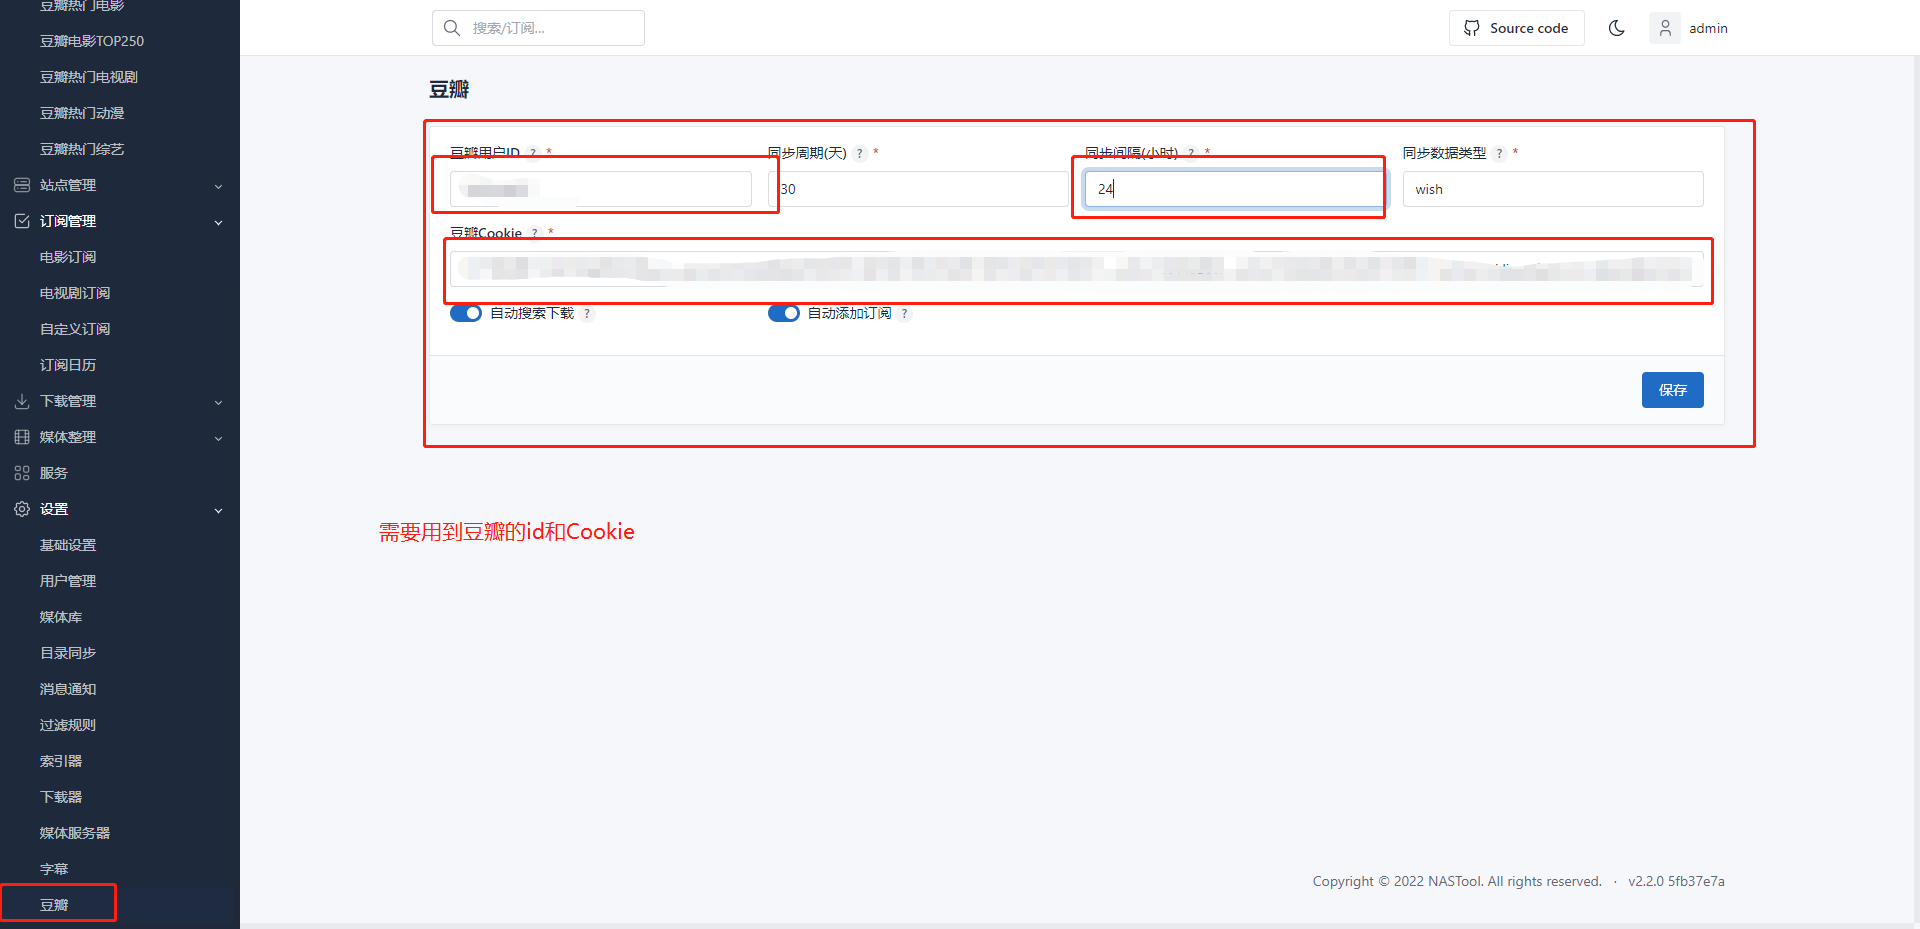 豆瓣热门电影
豆瓣电影TOP250
豆瓣热门电视剧
豆瓣热门动漫
豆瓣热门综艺
站点管理
订阅管理
电影订阅
电视剧订阅
自定义订阅
订阅日历
下载管理
媒体整理
服务
设置
基础设置
用户管理
媒体库
目录同步
消息通知
过滤规则
索引器
下载器
媒体服务器
字幕
豆瓣
搜索/订阅...
Source code
admin
豆瓣
豆瓣用户ID ? *
同步周期(天) ? *
30
同步间隔(小时) ? *
24
同步数据类型 ? *
wish
豆瓣Cookie ? *
自动搜索下载 ?
自动添加订阅 ?
保存
需要用到豆瓣的id和Cookie
Copyright © 2022 NASTool. All rights reserved. · v2.2.0 5fb37e7a